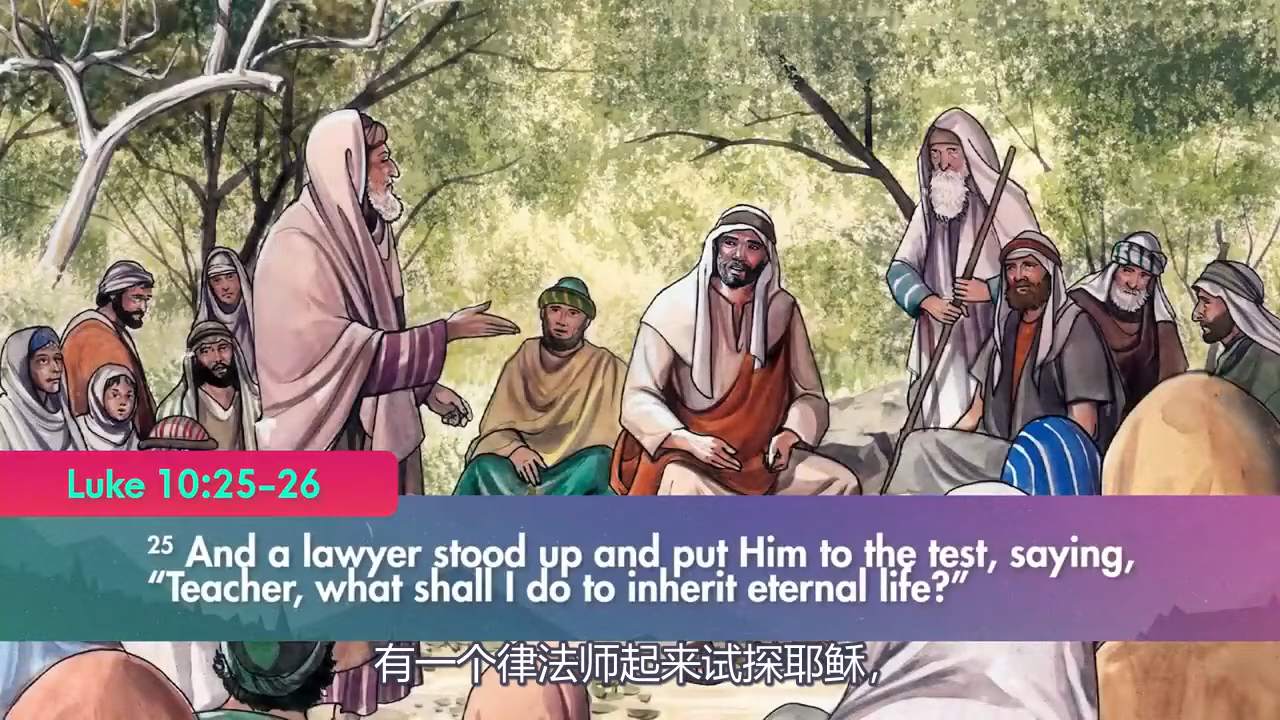 Luke 10:25–26
25 And a lawyer stood up and put Him to the test, saying,
“Teacher, what shall I do to inherit eternal life?”
有一个律法师起来试探耶稣，